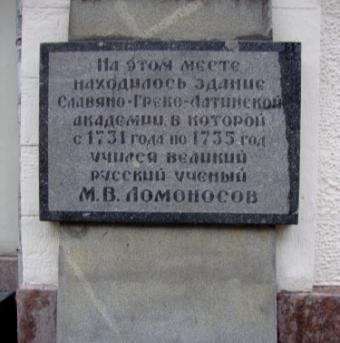 На этом месте
находилось здание
Славяно-Греко-Латинской
академии, в которой
с 1731 года по 1735 год
учился великий
русский ученый
М.В. Ломоносов